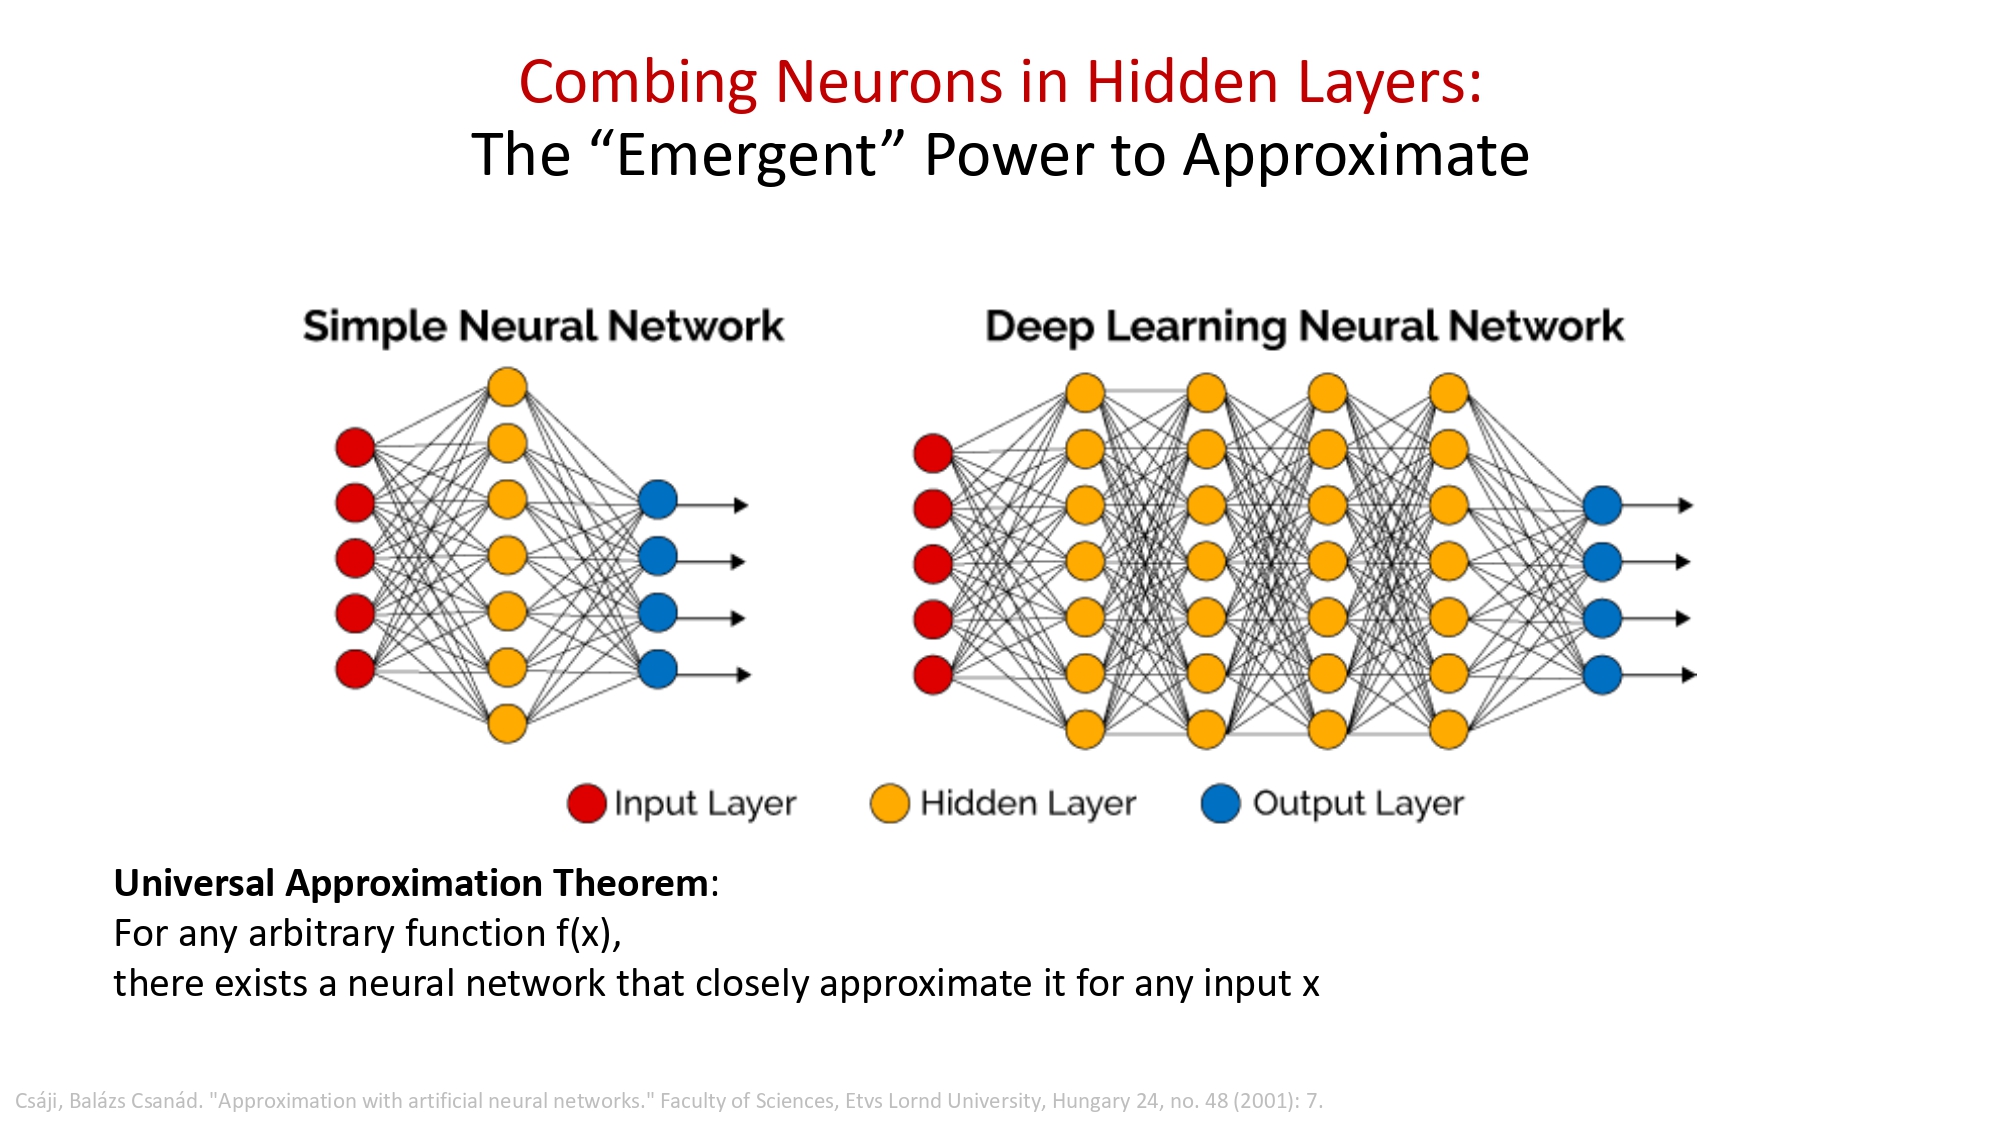 Combing Neurons in Hidden Layers:
The “Emergent” Power to Approximate
Simple Neural Network
Deep Learning Neural Network
Input Layer
Hidden Layer
Output Layer
Universal Approximation Theorem:
For any arbitrary function f(x),
there exists a neural network that closely approximate it for any input x
Csáji, Balázs Csanád. "Approximation with artificial neural networks." Faculty of Sciences, Etvs Lornd University, Hungary 24, no. 48 (2001): 7.